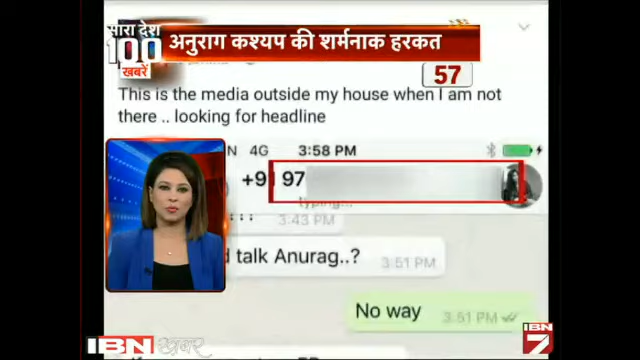 सारा देश
100
खबरें
अनुराग कश्यप की शर्मनाक हरकत
57
This is the media outside my house when I am not
there .. looking for headline
N 4G 3:58 PM
+9 97
typing...
3:43 PM
talk Anurag..?
3:51 PM
No way
3:51 PM
IBN खबर
IBN
7